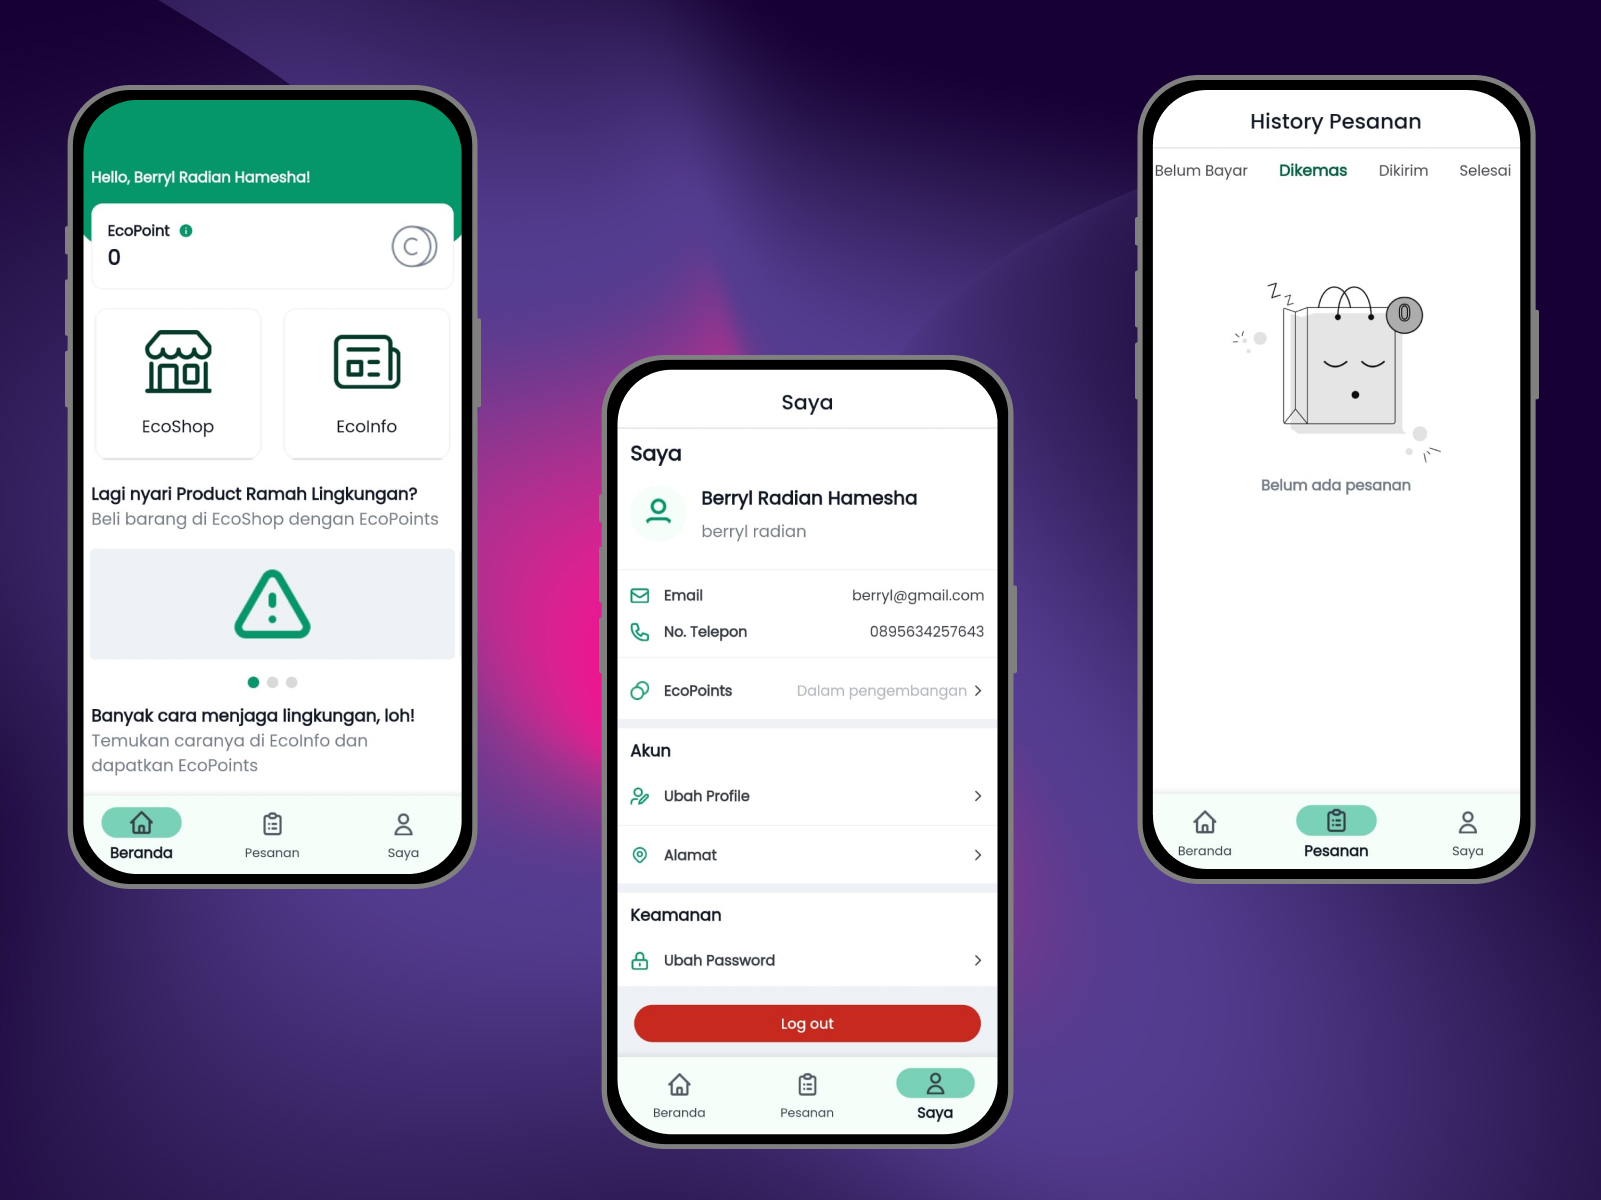 Hello, Berryl Radian Hamesha!
EcoPoint
0
C
EcoShop
EcoInfo
Lagi nyari Product Ramah Lingkungan?
Beli barang di EcoShop dengan EcoPoints
Banyak cara menjaga lingkungan, loh!
Temukan caranya di EcoInfo dan
dapatkan EcoPoints
Beranda
Pesanan
Saya
Saya
Saya
Berryl Radian Hamesha
berryl radian
Email berryl@gmail.com
No. Telepon 0895634257643
EcoPoints Dalam pengembangan
Akun
Ubah Profile
Alamat
Keamanan
Ubah Password
Log out
Beranda
Pesanan
Saya
History Pesanan
Belum Bayar Dikemas Dikirim Selesai
Z Z
0
Belum ada pesanan
Beranda
Pesanan
Saya